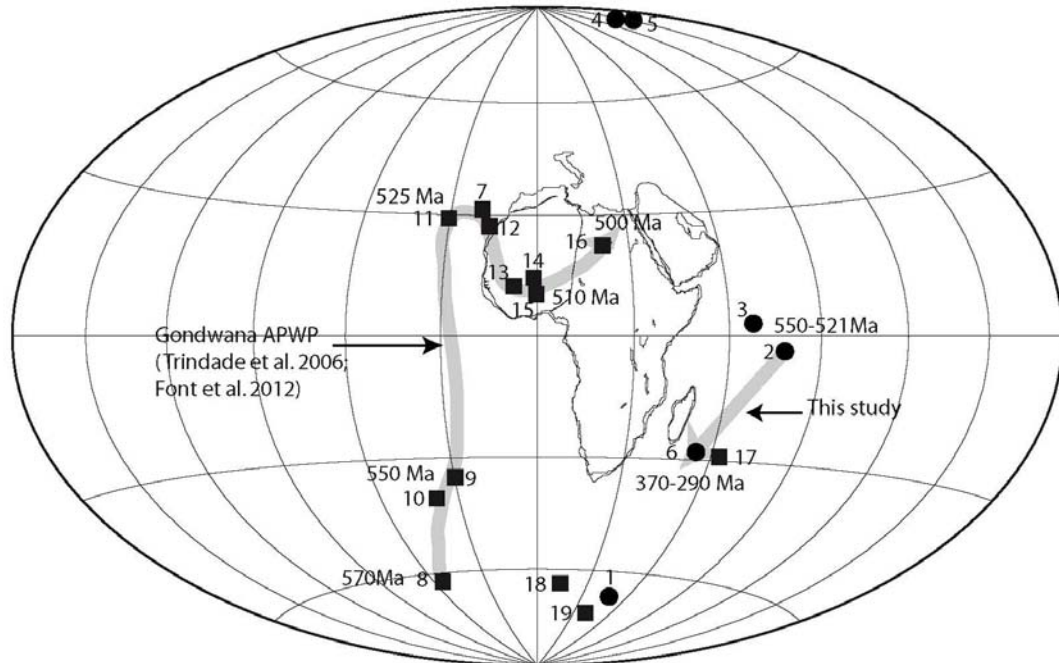 4
5
525 Ma
7
11
12
500 Ma
16
14
13
15
510 Ma
3
550-521Ma
2
Gondwana APWP
(Trindade et al. 2006;
Font et al. 2012)
This study
6
17
370-290 Ma
550 Ma
9
10
570Ma
8
18
1
19